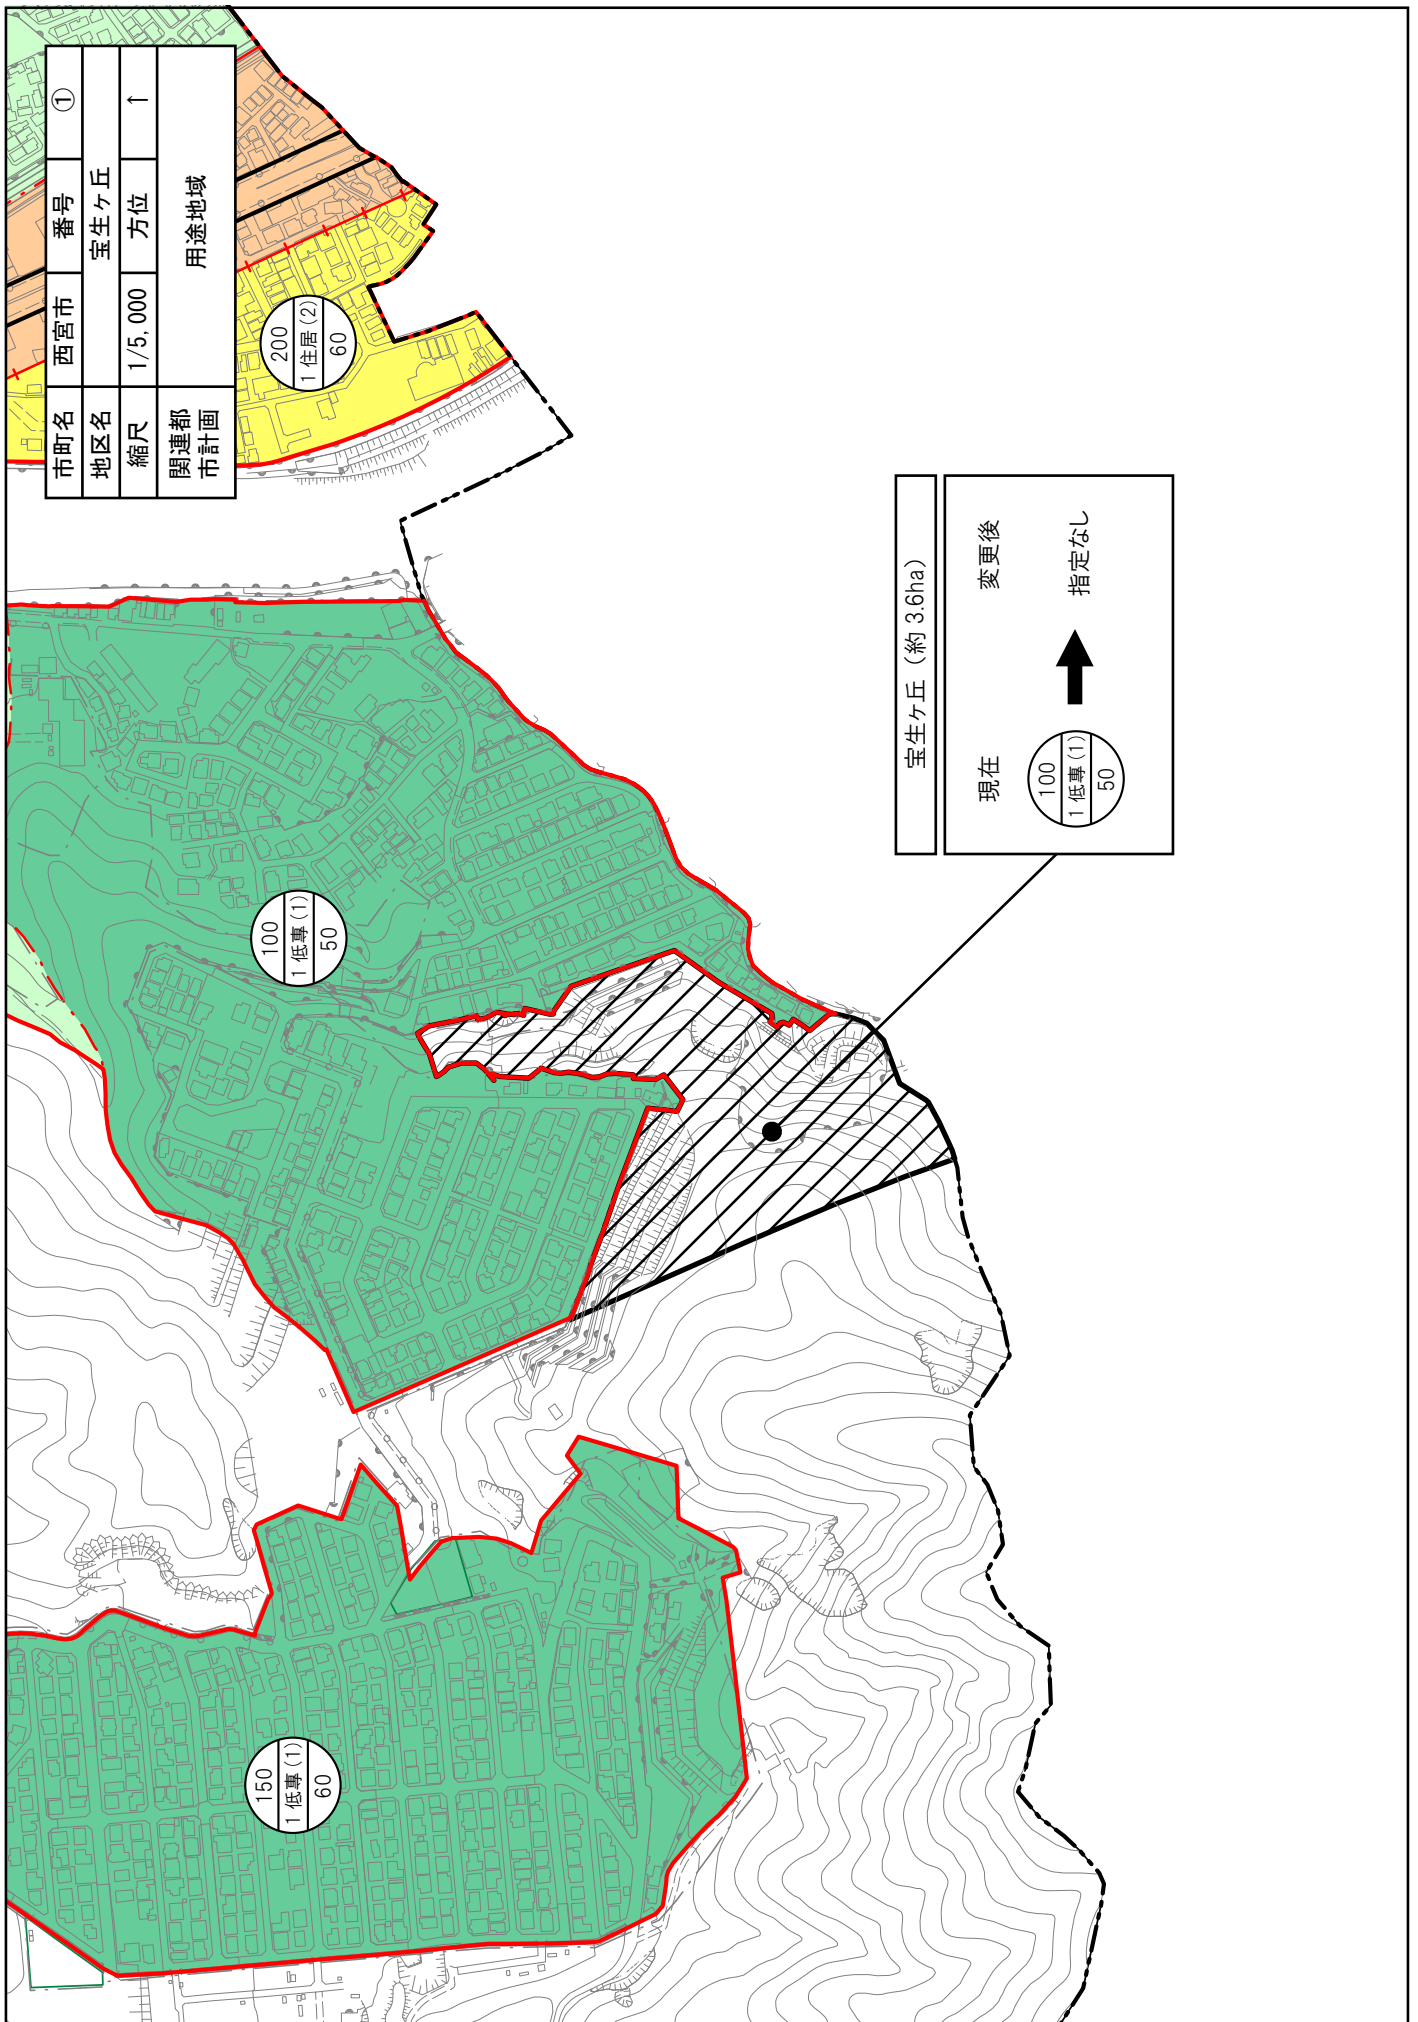 市町名 西宮市 番号 ①
地区名 宝生ヶ丘
縮尺 1/5,000 方位 ↑
関連都市計画 用途地域
200
1住居(2)
60
100
1低専(1)
50
150
1低専(1)
60
宝生ヶ丘（約 3.6ha）
現在 変更後
100
1低専(1)
50
指定なし